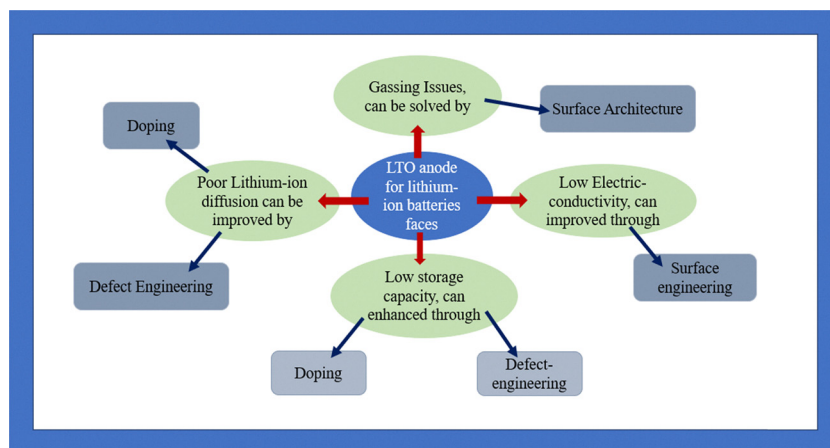 Gassing Issues,
can be solved by
Surface Architecture
Doping
LTO anode
for lithium-
ion batteries
faces
Poor Lithium-ion
diffusion can be
improved by
Low Electric-
conductivity, can
improved through
Defect Engineering
Surface
engineering
Low storage
capacity, can
enhanced through
Doping
Defect-
engineering